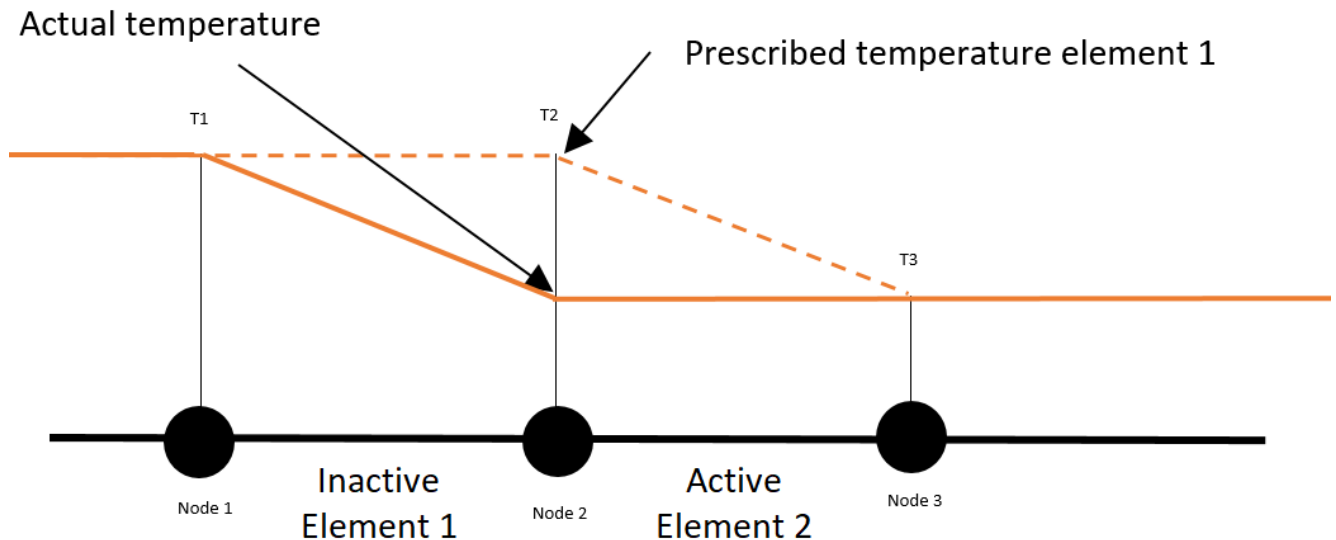 Actual temperature
Prescribed temperature element 1
T1
T2
T3
Inactive
Element 1
Active
Element 2
Node 1
Node 2
Node 3